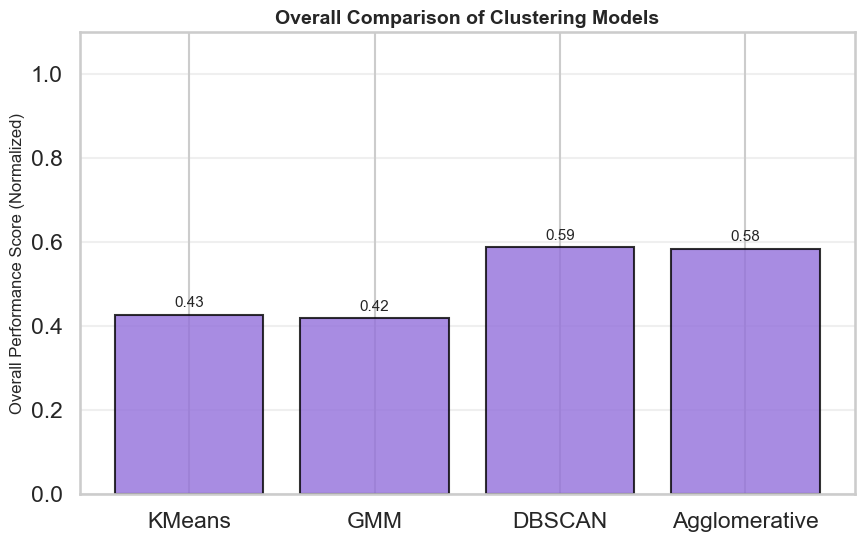 Overall Comparison of Clustering Models
Overall Performance Score (Normalized)
1.0
0.8
0.6
0.4
0.2
0.0
0.43
0.42
0.59
0.58
KMeans
GMM
DBSCAN
Agglomerative